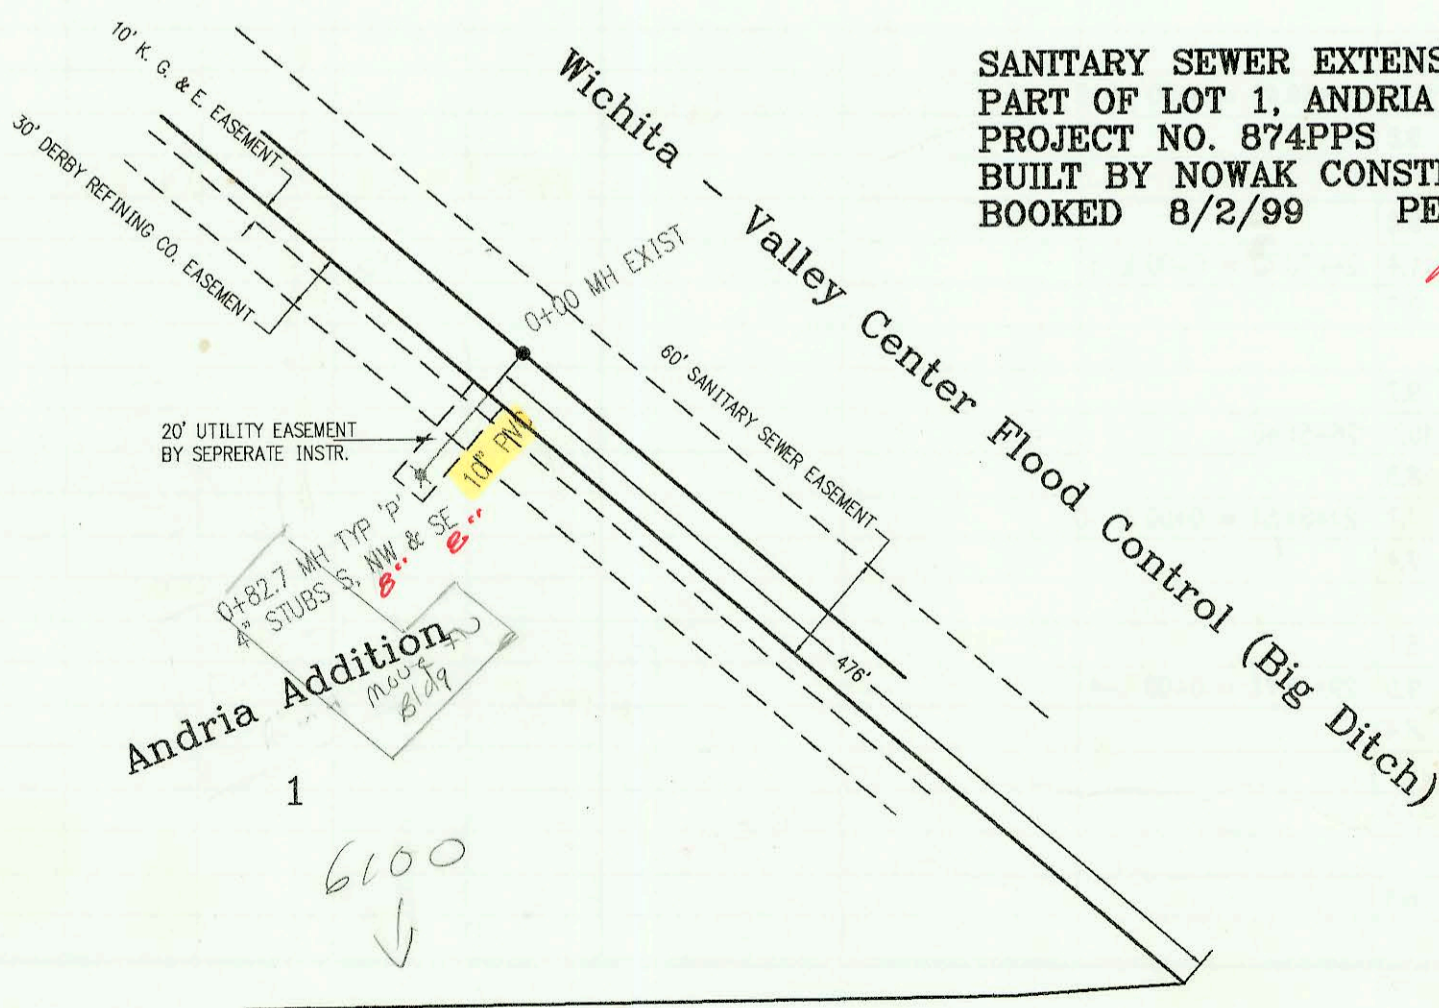 SANITARY SEWER EXTENS
PART OF LOT 1, ANDRIA
PROJECT NO. 874PPS
BUILT BY NOWAK CONST
BOOKED 8/2/99 PE
10' K. G. & E. EASEMENT
30' DERBY REFINING CO. EASEMENT
Wichita - Valley Center Flood Control (Big Ditch)
0+00 MH EXIST
60' SANITARY SEWER EASEMENT
20' UTILITY EASEMENT
BY SEPRERATE INSTR.
0+82.7 MH TYP 'P'
4" STUBS S, NW & SE
8" 8"
476'
Andria Addition
Bldg
1
6100